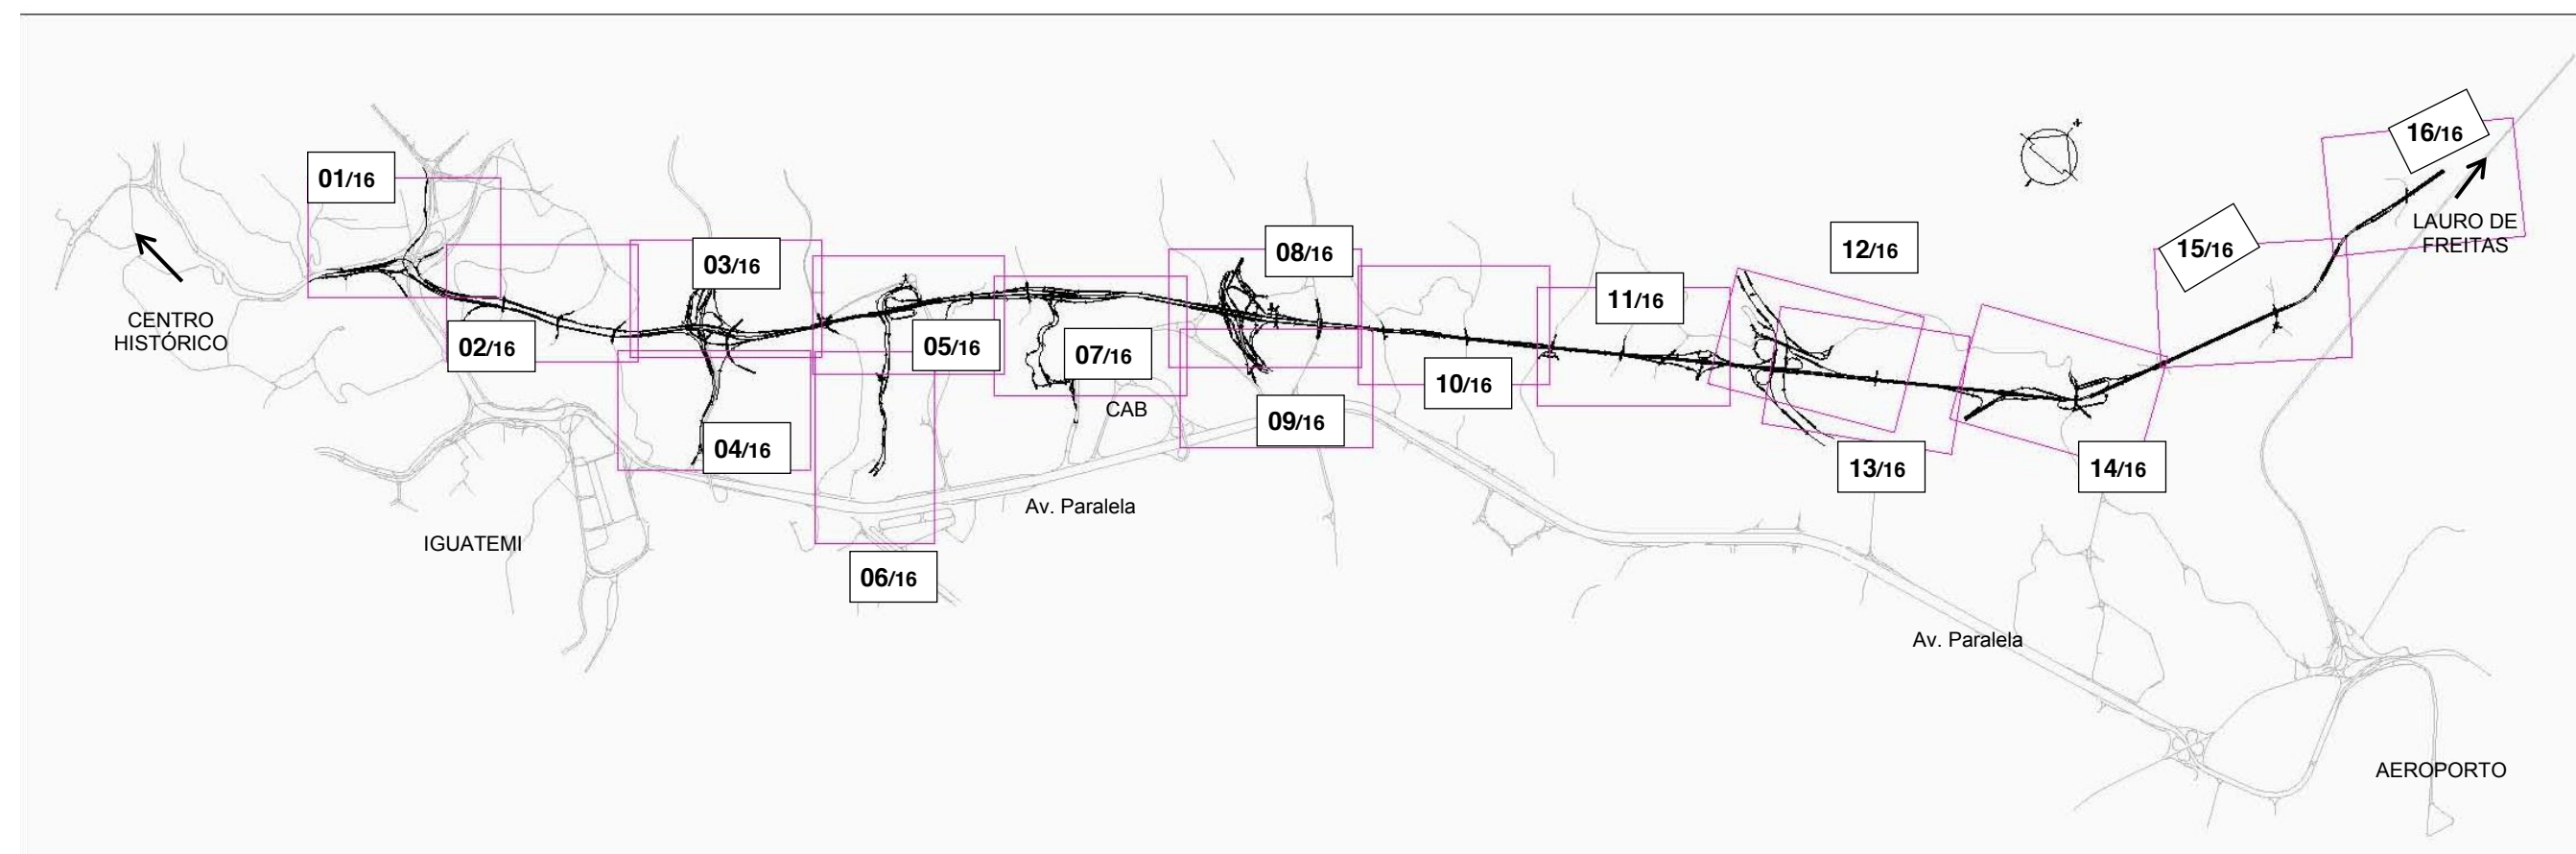 01/16
02/16
03/16
04/16
05/16
06/16
07/16
08/16
09/16
10/16
11/16
12/16
13/16
14/16
15/16
16/16
CENTRO
HISTÓRICO
IGUATEMI
CAB
Av. Paralela
Av. Paralela
LAURO DE
FREITAS
AEROPORTO